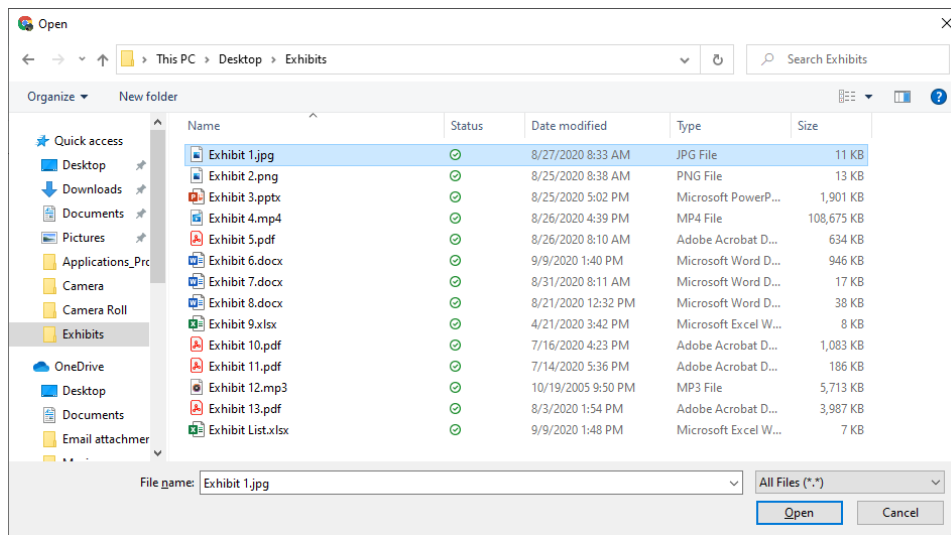 Open
This PC > Desktop > Exhibits
Search Exhibits
Organize
New folder
Quick access
Desktop
Downloads
Documents
Pictures
Applications_Prc
Camera
Camera Roll
Exhibits
OneDrive
Desktop
Documents
Email attachmer
Name Status Date modified Type Size
Exhibit 1.jpg 8/27/2020 8:33 AM JPG File 11 KB
Exhibit 2.png 8/25/2020 8:38 AM PNG File 13 KB
Exhibit 3.pptx 8/25/2020 5:02 PM Microsoft PowerP... 1,901 KB
Exhibit 4.mp4 8/26/2020 4:39 PM MP4 File 108,675 KB
Exhibit 5.pdf 8/26/2020 8:10 AM Adobe Acrobat D... 634 KB
Exhibit 6.docx 9/9/2020 1:40 PM Microsoft Word D... 946 KB
Exhibit 7.docx 8/31/2020 8:11 AM Microsoft Word D... 17 KB
Exhibit 8.docx 8/21/2020 12:32 PM Microsoft Word D... 38 KB
Exhibit 9.xlsx 4/21/2020 3:42 PM Microsoft Excel W... 8 KB
Exhibit 10.pdf 7/16/2020 4:23 PM Adobe Acrobat D... 1,083 KB
Exhibit 11.pdf 7/14/2020 5:36 PM Adobe Acrobat D... 186 KB
Exhibit 12.mp3 10/19/2005 9:50 PM MP3 File 5,713 KB
Exhibit 13.pdf 8/3/2020 1:54 PM Adobe Acrobat D... 3,987 KB
Exhibit List.xlsx 9/9/2020 1:48 PM Microsoft Excel W... 7 KB
File name: Exhibit 1.jpg
All Files (*.*)
Open
Cancel